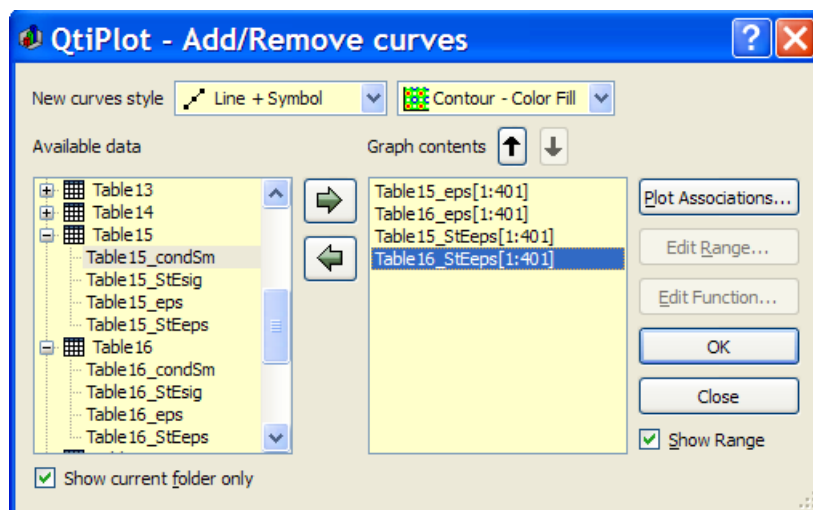 QtiPlot - Add/Remove curves
New curves style Line + Symbol Contour - Color Fill
Available data Graph contents
Table13
Table14
Table15
Table15_condSm
Table15_StEsig
Table15_eps
Table15_StEeps
Table16
Table16_condSm
Table16_StEsig
Table16_eps
Table16_StEeps
Table15_eps[1:401]
Table16_eps[1:401]
Table15_StEeps[1:401]
Table16_StEeps[1:401]
Plot Associations...
Edit Range...
Edit Function...
OK
Close
Show Range
Show current folder only